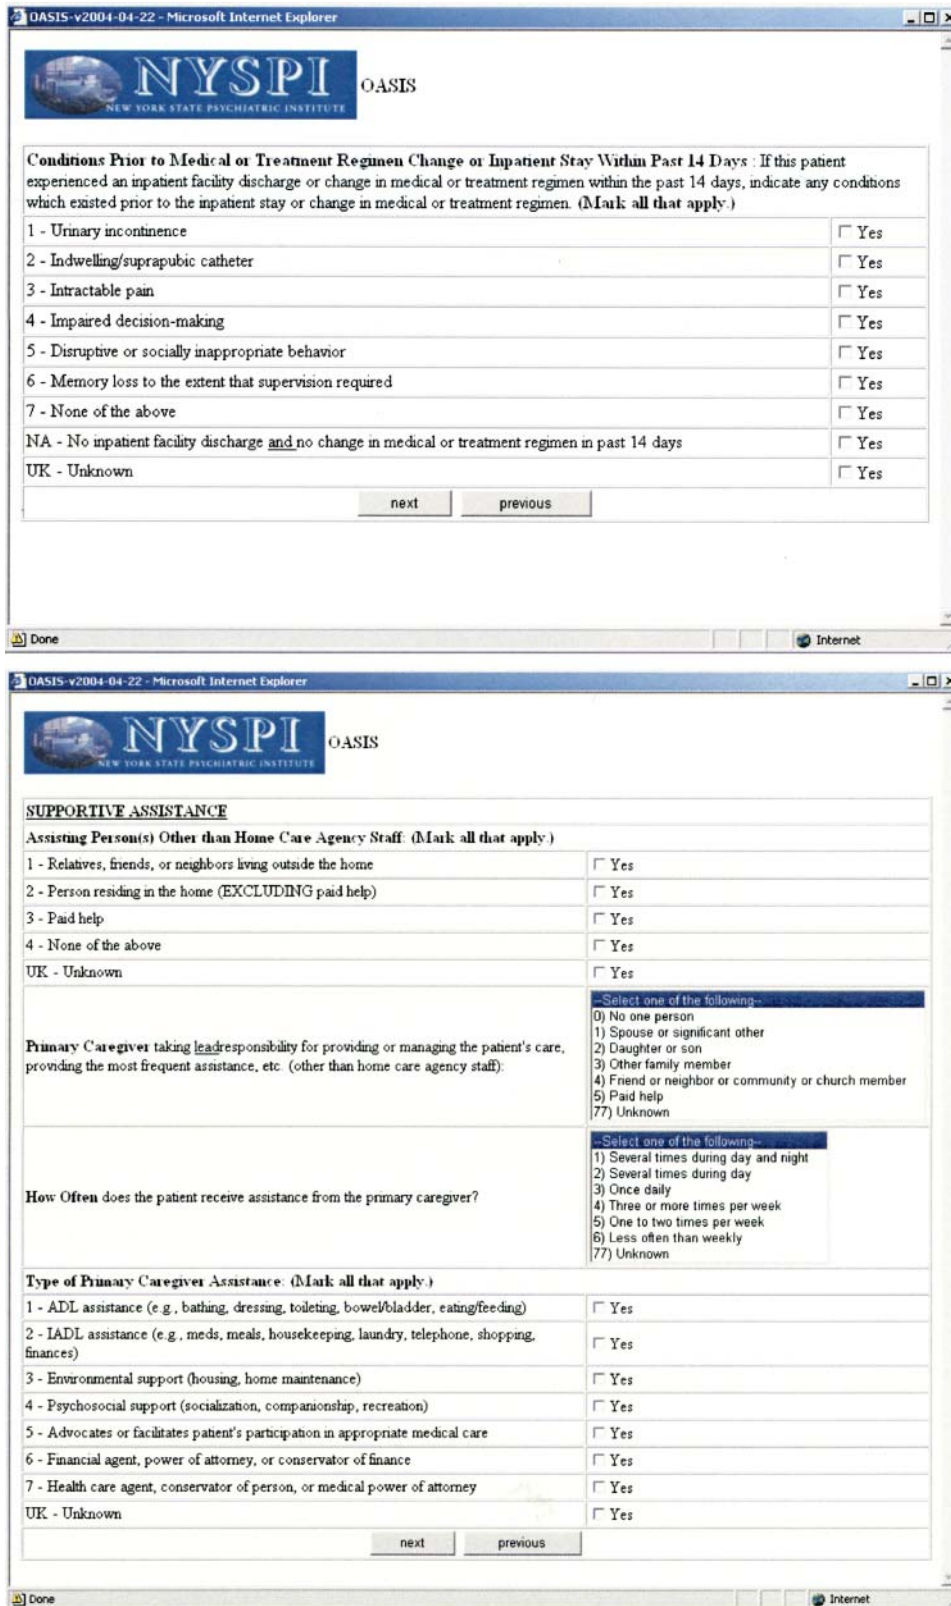 OASIS-v2004-04-22 - Microsoft Internet Explorer
NYSPI
NEW YORK STATE PSYCHIATRIC INSTITUTE
OASIS
Conditions Prior to Medical or Treatment Regimen Change or Inpatient Stay Within Past 14 Days : If this patient
experienced an inpatient facility discharge or change in medical or treatment regimen within the past 14 days, indicate any conditions
which existed prior to the inpatient stay or change in medical or treatment regimen. (Mark all that apply.)
1 - Urinary incontinence Yes
2 - Indwelling/suprapubic catheter Yes
3 - Intractable pain Yes
4 - Impaired decision-making Yes
5 - Disruptive or socially inappropriate behavior Yes
6 - Memory loss to the extent that supervision required Yes
7 - None of the above Yes
NA - No inpatient facility discharge and no change in medical or treatment regimen in past 14 days Yes
UK - Unknown Yes
next previous
Done Internet
OASIS-v2004-04-22 - Microsoft Internet Explorer
NYSPI
NEW YORK STATE PSYCHIATRIC INSTITUTE
OASIS
SUPPORTIVE ASSISTANCE
Assisting Person(s) Other than Home Care Agency Staff: (Mark all that apply.)
1 - Relatives, friends, or neighbors living outside the home Yes
2 - Person residing in the home (EXCLUDING paid help) Yes
3 - Paid help Yes
4 - None of the above Yes
UK - Unknown Yes
Primary Caregiver taking leadresponsibility for providing or managing the patient's care,
providing the most frequent assistance, etc. (other than home care agency staff):
--Select one of the following--
0) No one person
1) Spouse or significant other
2) Daughter or son
3) Other family member
4) Friend or neighbor or community or church member
5) Paid help
77) Unknown
How Often does the patient receive assistance from the primary caregiver?
--Select one of the following--
1) Several times during day and night
2) Several times during day
3) Once daily
4) Three or more times per week
5) One to two times per week
6) Less often than weekly
77) Unknown
Type of Primary Caregiver Assistance: (Mark all that apply.)
1 - ADL assistance (e.g., bathing, dressing, toileting, bowel/bladder, eating/feeding) Yes
2 - IADL assistance (e.g., meds, meals, housekeeping, laundry, telephone, shopping,
finances) Yes
3 - Environmental support (housing, home maintenance) Yes
4 - Psychosocial support (socialization, companionship, recreation) Yes
5 - Advocates or facilitates patient's participation in appropriate medical care Yes
6 - Financial agent, power of attorney, or conservator of finance Yes
7 - Health care agent, conservator of person, or medical power of attorney Yes
UK - Unknown Yes
next previous
Done Internet